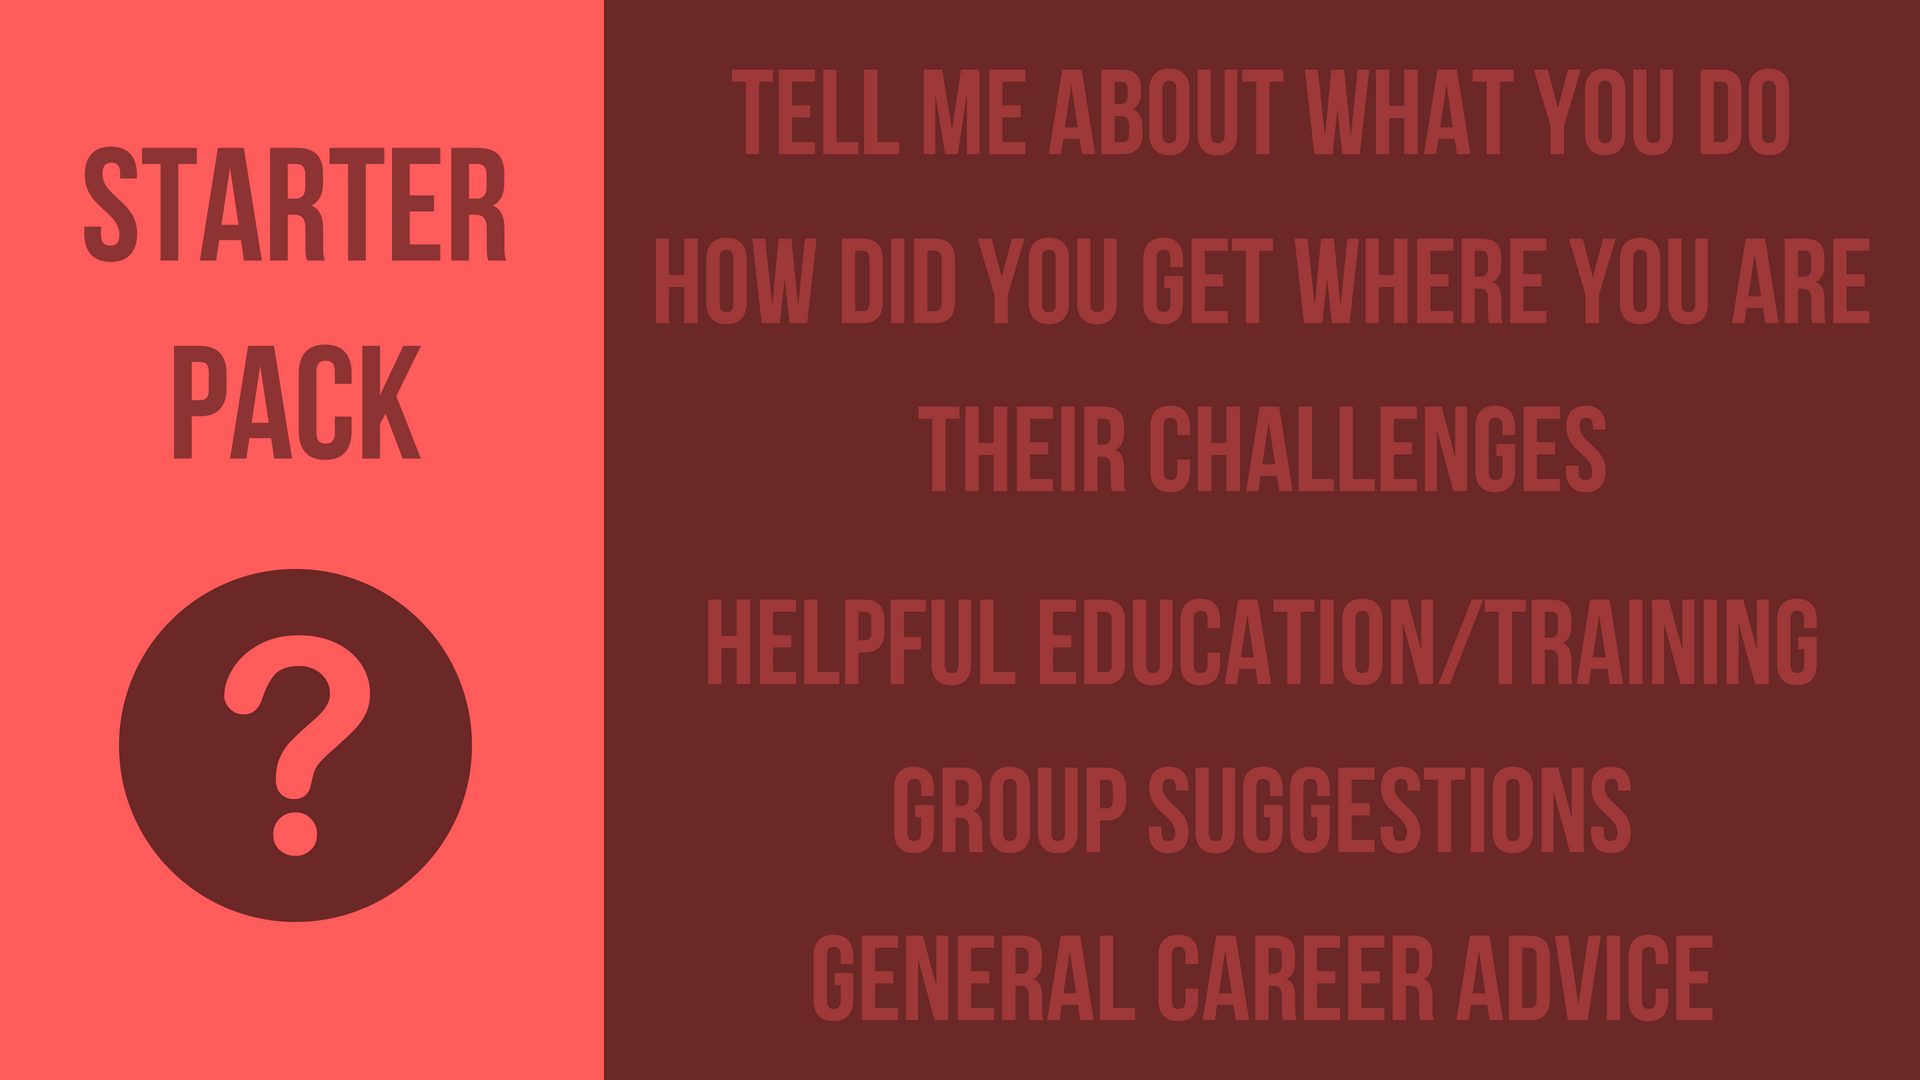 STARTER
PACK
?
TELL ME ABOUT WHAT YOU DO
HOW DID YOU GET WHERE YOU ARE
THEIR CHALLENGES
HELPFUL EDUCATION/TRAINING
GROUP SUGGESTIONS
GENERAL CAREER ADVICE